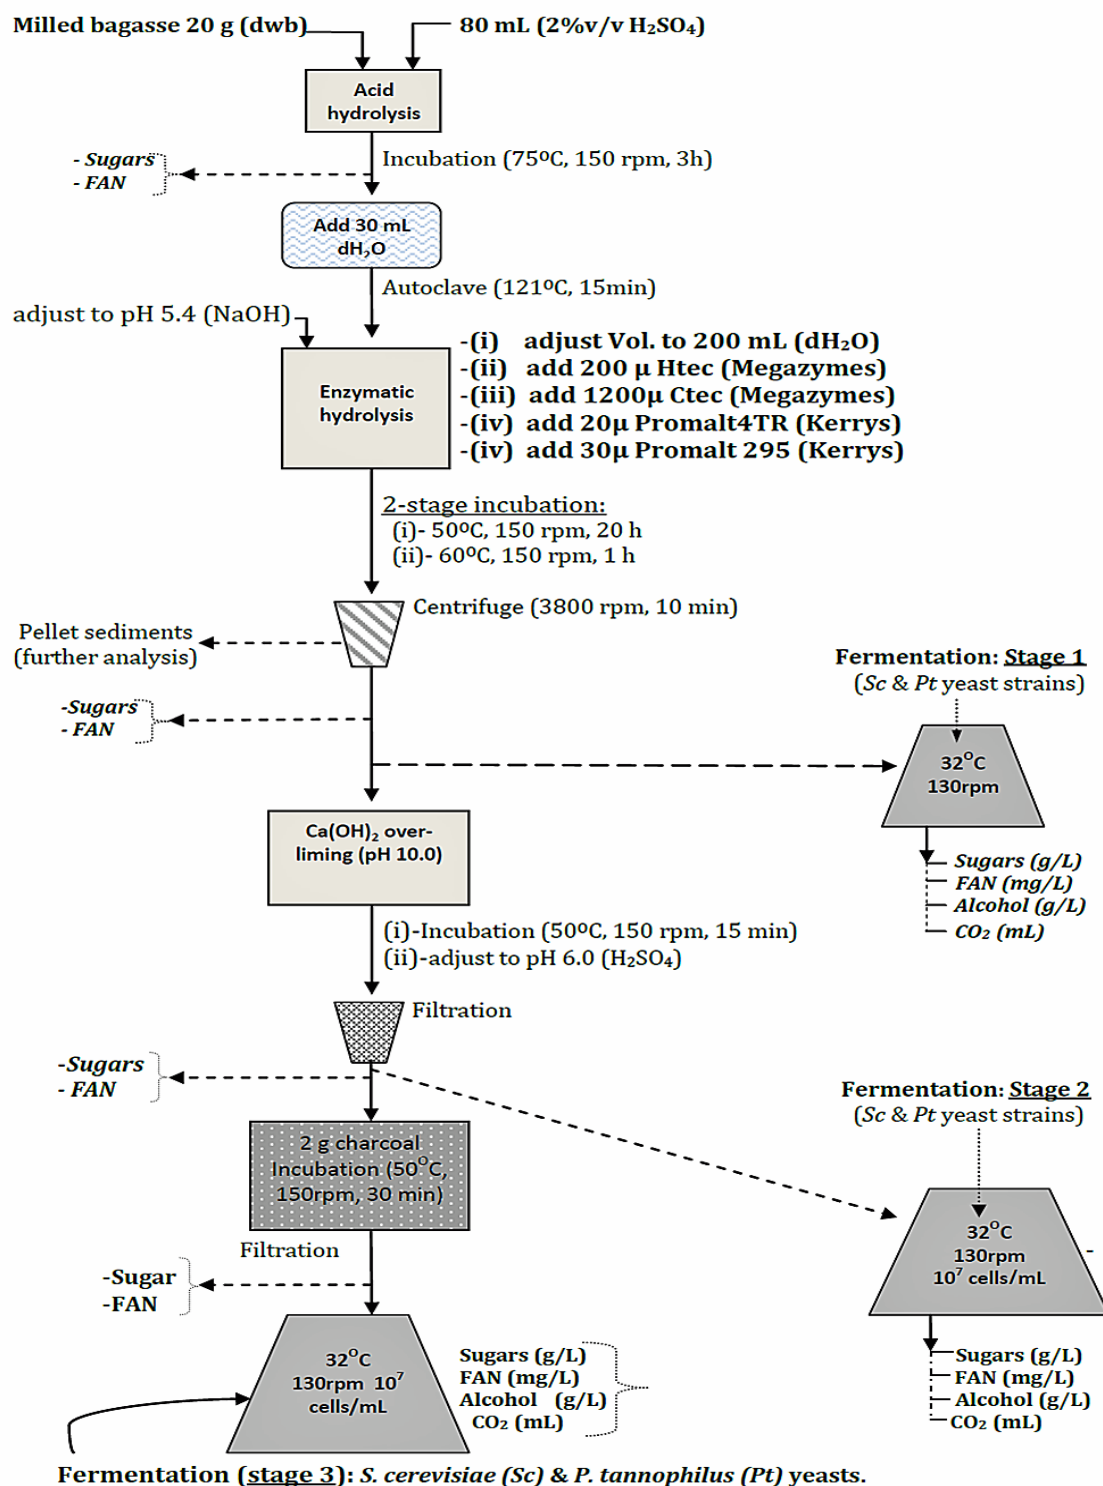 Milled bagasse 20 g (dwb)
80 mL (2%v/v H₂SO₄)
Acid
hydrolysis
Incubation (75ºC, 150 rpm, 3h)
- Sugars
- FAN
Add 30 mL
dH₂O
Autoclave (121ºC, 15min)
adjust to pH 5.4 (NaOH)
Enzymatic
hydrolysis
-(i) adjust Vol. to 200 mL (dH₂O)
-(ii) add 200 µ Htec (Megazymes)
-(iii) add 1200µ Ctec (Megazymes)
-(iv) add 20µ Promalt4TR (Kerrys)
-(iv) add 30µ Promalt 295 (Kerrys)
2-stage incubation:
(i)- 50ºC, 150 rpm, 20 h
(ii)- 60ºC, 150 rpm, 1 h
Centrifuge (3800 rpm, 10 min)
Pellet sediments
(further analysis)
-Sugars
- FAN
Fermentation: Stage 1
(Sc & Pt yeast strains)
32ᴼC
130rpm
Sugars (g/L)
FAN (mg/L)
Alcohol (g/L)
CO₂ (mL)
Ca(OH)₂ over-
liming (pH 10.0)
(i)-Incubation (50ºC, 150 rpm, 15 min)
(ii)-adjust to pH 6.0 (H₂SO₄)
Filtration
-Sugars
- FAN
Fermentation: Stage 2
(Sc & Pt yeast strains)
32ᴼC
130rpm
10⁷ cells/mL
-
Sugars (g/L)
FAN (mg/L)
Alcohol (g/L)
CO₂ (mL)
2 g charcoal
Incubation (50ᴼC,
150rpm, 30 min)
Filtration
-Sugar
-FAN
32ᴼC
130rpm 10⁷
cells/mL
Sugars (g/L)
FAN (mg/L)
Alcohol (g/L)
CO₂ (mL)
Fermentation (stage 3): S. cerevisiae (Sc) & P. tannophilus (Pt) yeasts.